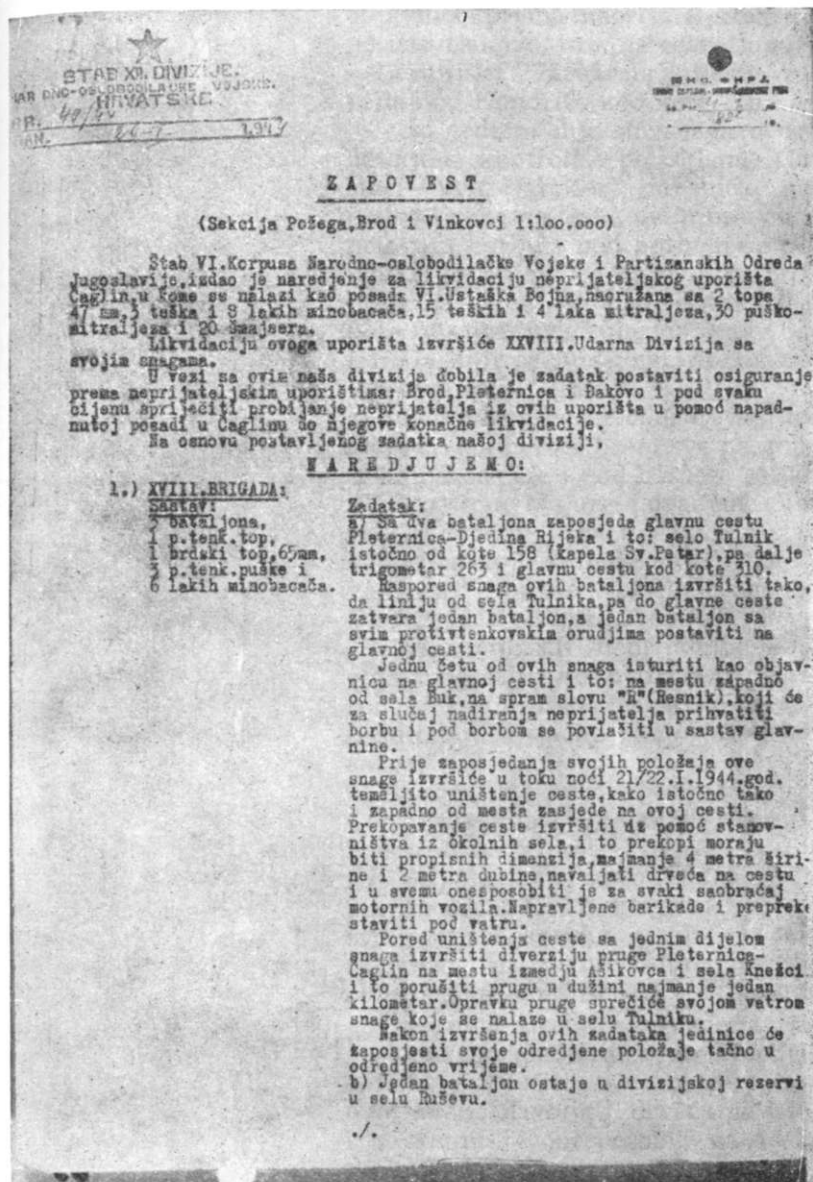 ŠTAB XII. DIVIZIJE.
NARODNO-OSLOBODILAČKE VOJSKE.
HRVATSKE
BR. 49/44
DAN. 1944
ZAPOVEST
(Sekcija Požega,Brod i Vinkovci 1:100.000)
Štab VI.Korpusa Narodno-oslobodilačke Vojske i Partizanskih Odreda
Jugoslavije,izdao je naredjenje za likvidaciju neprijateljskog uporišta
Čaglin,u kome se nalazi kao posada VI.Ustaška Bojna,naoružana sa 2 topa
47 mm,3 teška i 8 lakih minobacača,15 teških i 4 laka mitraljeza,30 puško-
mitraljeza i 20 šmajsera.
Likvidaciju ovoga uporišta izvršiće XXVIII.Udarna Divizija sa
svojim snagama.
U vezi sa ovim naša divizija dobila je zadatak postaviti osiguranje
prema neprijateljskim uporištima: Brod,Pleternica i Đakovo i pod svaku
cijenu spriječiti probijanje neprijatelja iz ovih uporišta u pomoć napad-
nutoj posadi u Čaglinu do njegove konačne likvidacije.
Na osnovu postavljenog zadatka našoj diviziji,
NAREDJUJEMO:
1.) XVIII.BRIGADA:
Sastav:
3 bataljona,
1 p.tenk.top,
1 brdski top,65mm,
3 p.tenk.puške i
6 lakih minobacača.
Zadatak:
a) Sa dva bataljona zaposjeda glavnu cestu
Pleternica-Djedina Rijeka i to: selo Tulnik
istočno od kote 158 (kapela Sv.Petar),pa dalje
trigometar 263 i glavnu cestu kod kote 310.
Raspored snaga ovih bataljona izvršiti tako,
da liniju od sela Tulnika,pa do glavne ceste
zatvara jedan bataljon,a jedan bataljon sa
svim protivtenkovskim orudjima postaviti na
glavnoj cesti.
Jednu četu od ovih snaga isturiti kao objav-
nicu na glavnoj cesti i to: na mestu zapadno
od sela Buk,na spram slovu "R"(Resnik),koji će
za slučaj nadiranja neprijatelja prihvatiti
borbu i pod borbom se povlašiti u sastav glav-
nine.
Prije zaposjedanja svojih položaja ove
snage izvršiće u toku noći 21/22.I.1944.god.
temeljito uništenje ceste,kako istočno tako
i zapadno od mesta zasjede na ovoj cesti.
Prekopavanje ceste izvršiti iz pomoć stanov-
ništva iz okolnih sela,i to prekopi moraju
biti propisnih dimenzija,najmanje 4 metra širi-
ne i 2 metra dubine,navaljati drveća na cestu
i u svemu onesposobiti je za svaki saobraćaj
motornih vozila.Napravljene barikade i prepreke
staviti pod vatru.
Pored uništenja ceste sa jednim dijelom
snaga izvršiti diverziju pruge Pleternica-
Čaglin na mestu izmedju Ašikovca i sela Knešci
i to porušiti prugu u dužini najmanje jedan
kilometar.Opravku pruge sprečiće svojom vatrom
snage koje se nalaze u selu Tulniku.
Nakon izvršenja ovih zadataka jedinice će
zaposjesti svoje odredjene položaje tačno u
odredjeno vrijeme.
b) Jedan bataljon ostaje u divizijskoj rezervi
u selu Ruševu.
./.